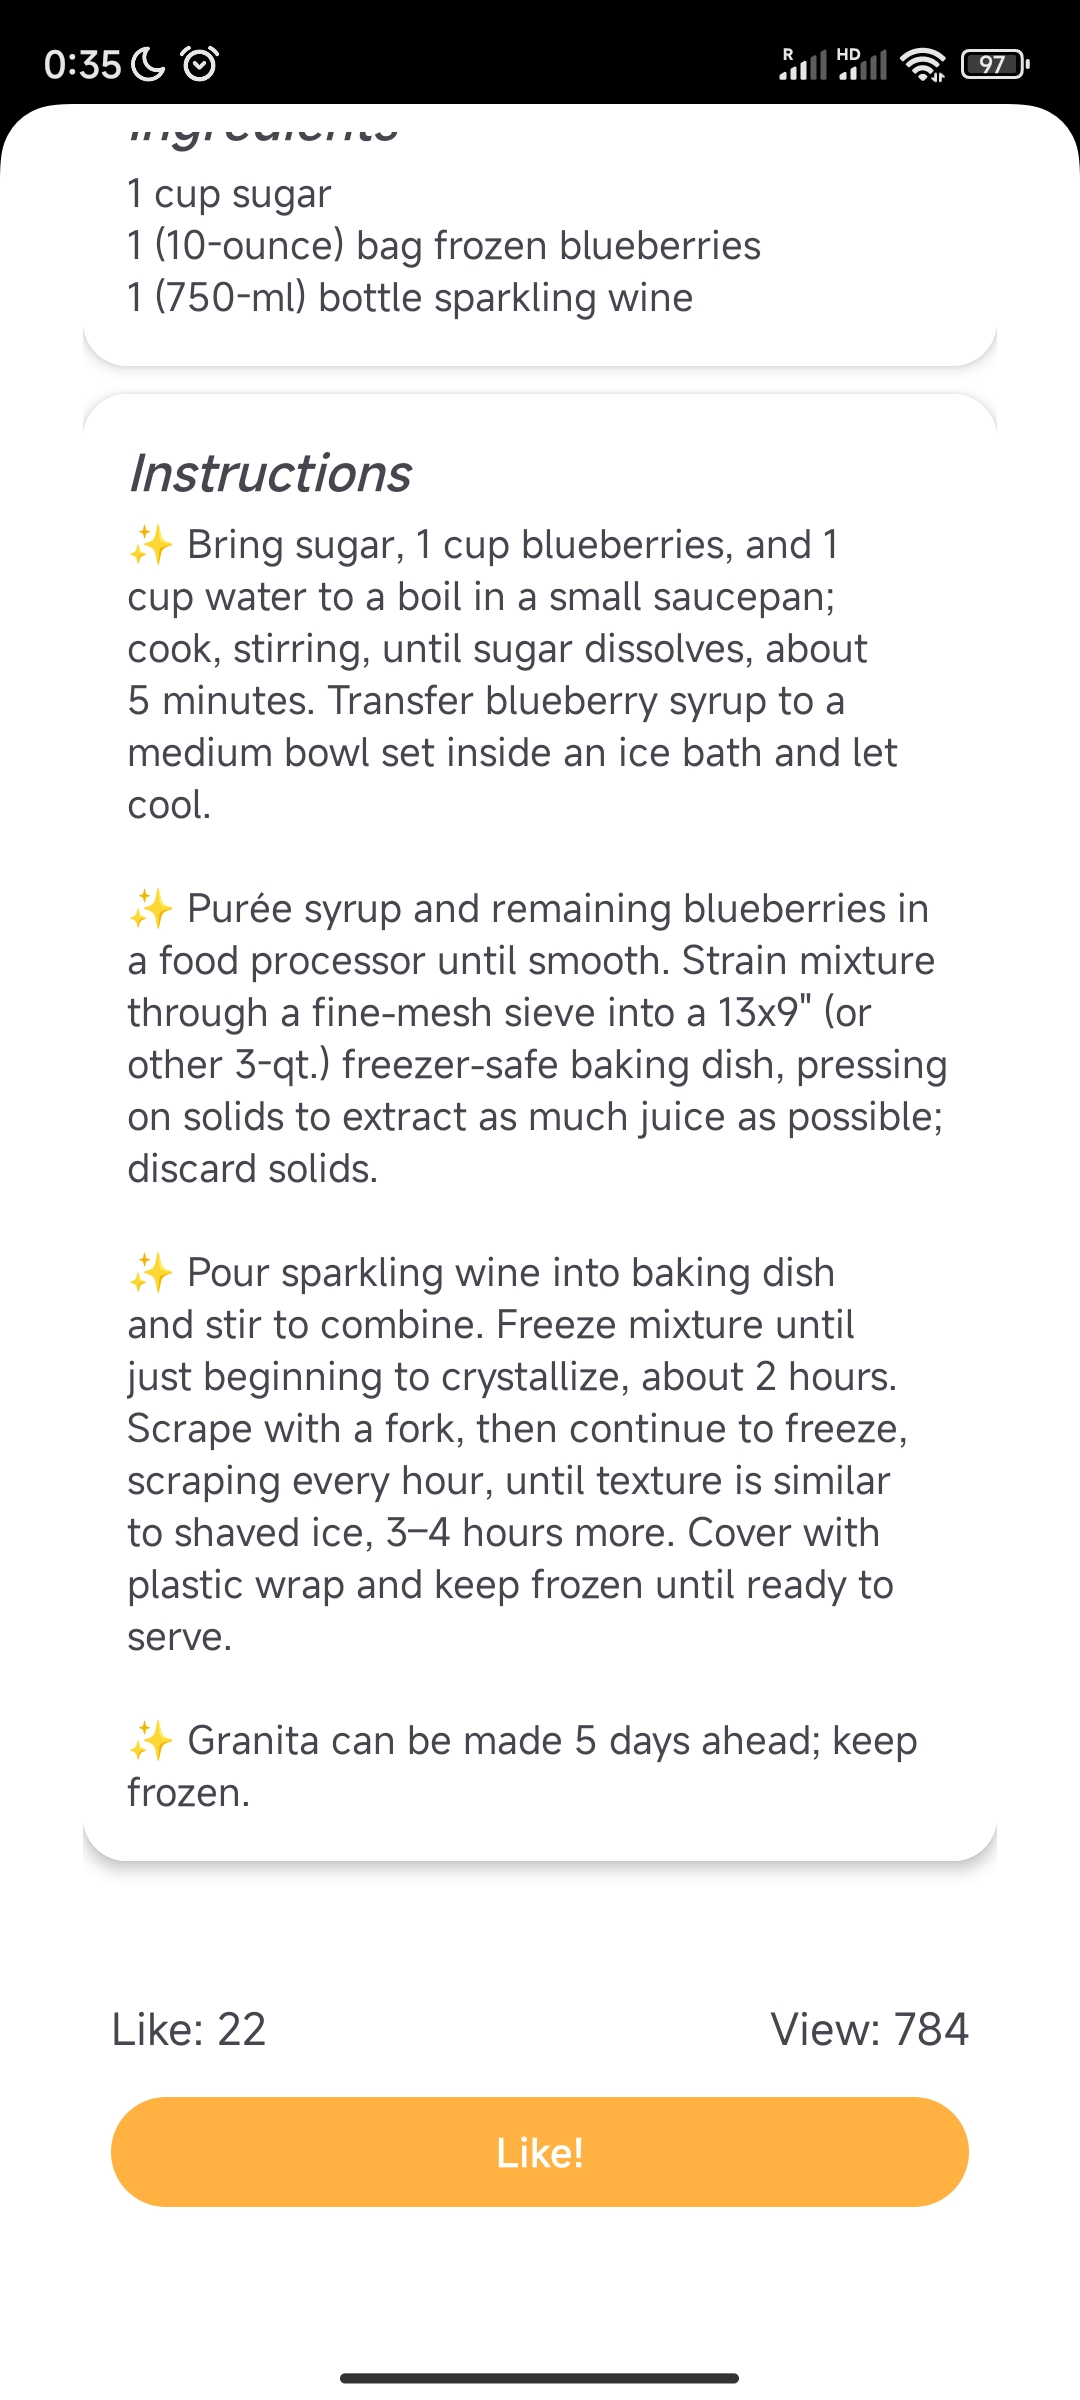 0:35
R HD 97
Ingredients
1 cup sugar
1 (10-ounce) bag frozen blueberries
1 (750-ml) bottle sparkling wine
Instructions
✨ Bring sugar, 1 cup blueberries, and 1
cup water to a boil in a small saucepan;
cook, stirring, until sugar dissolves, about
5 minutes. Transfer blueberry syrup to a
medium bowl set inside an ice bath and let
cool.
✨ Purée syrup and remaining blueberries in
a food processor until smooth. Strain mixture
through a fine-mesh sieve into a 13x9" (or
other 3-qt.) freezer-safe baking dish, pressing
on solids to extract as much juice as possible;
discard solids.
✨ Pour sparkling wine into baking dish
and stir to combine. Freeze mixture until
just beginning to crystallize, about 2 hours.
Scrape with a fork, then continue to freeze,
scraping every hour, until texture is similar
to shaved ice, 3–4 hours more. Cover with
plastic wrap and keep frozen until ready to
serve.
✨ Granita can be made 5 days ahead; keep
frozen.
Like: 22
View: 784
Like!